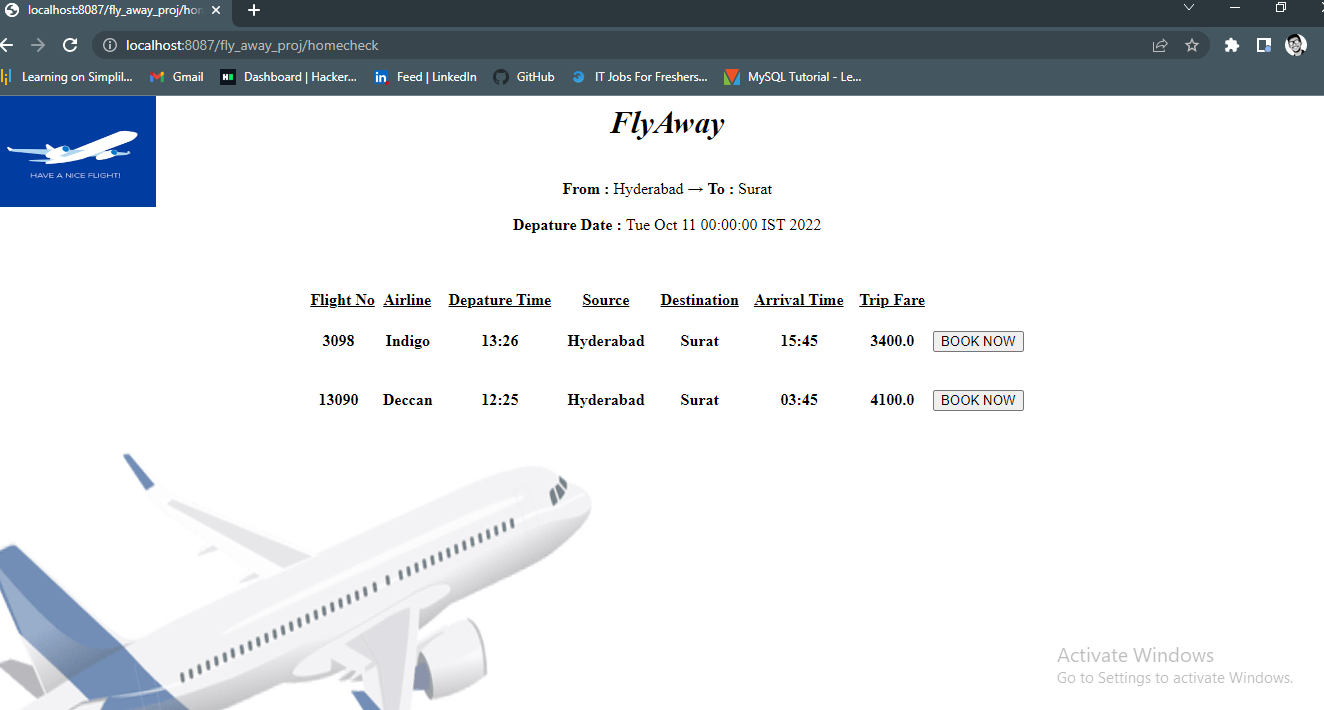 localhost:8087/fly_away_proj/hon
localhost:8087/fly_away_proj/homecheck
Learning on Simplil... Gmail Dashboard | Hacker... Feed | LinkedIn GitHub IT Jobs For Freshers... MySQL Tutorial - Le...
HAVE A NICE FLIGHT!
FlyAway
From : Hyderabad → To : Surat
Depature Date : Tue Oct 11 00:00:00 IST 2022
Flight No Airline Depature Time Source Destination Arrival Time Trip Fare
3098 Indigo 13:26 Hyderabad Surat 15:45 3400.0 BOOK NOW
13090 Deccan 12:25 Hyderabad Surat 03:45 4100.0 BOOK NOW
Activate Windows
Go to Settings to activate Windows.